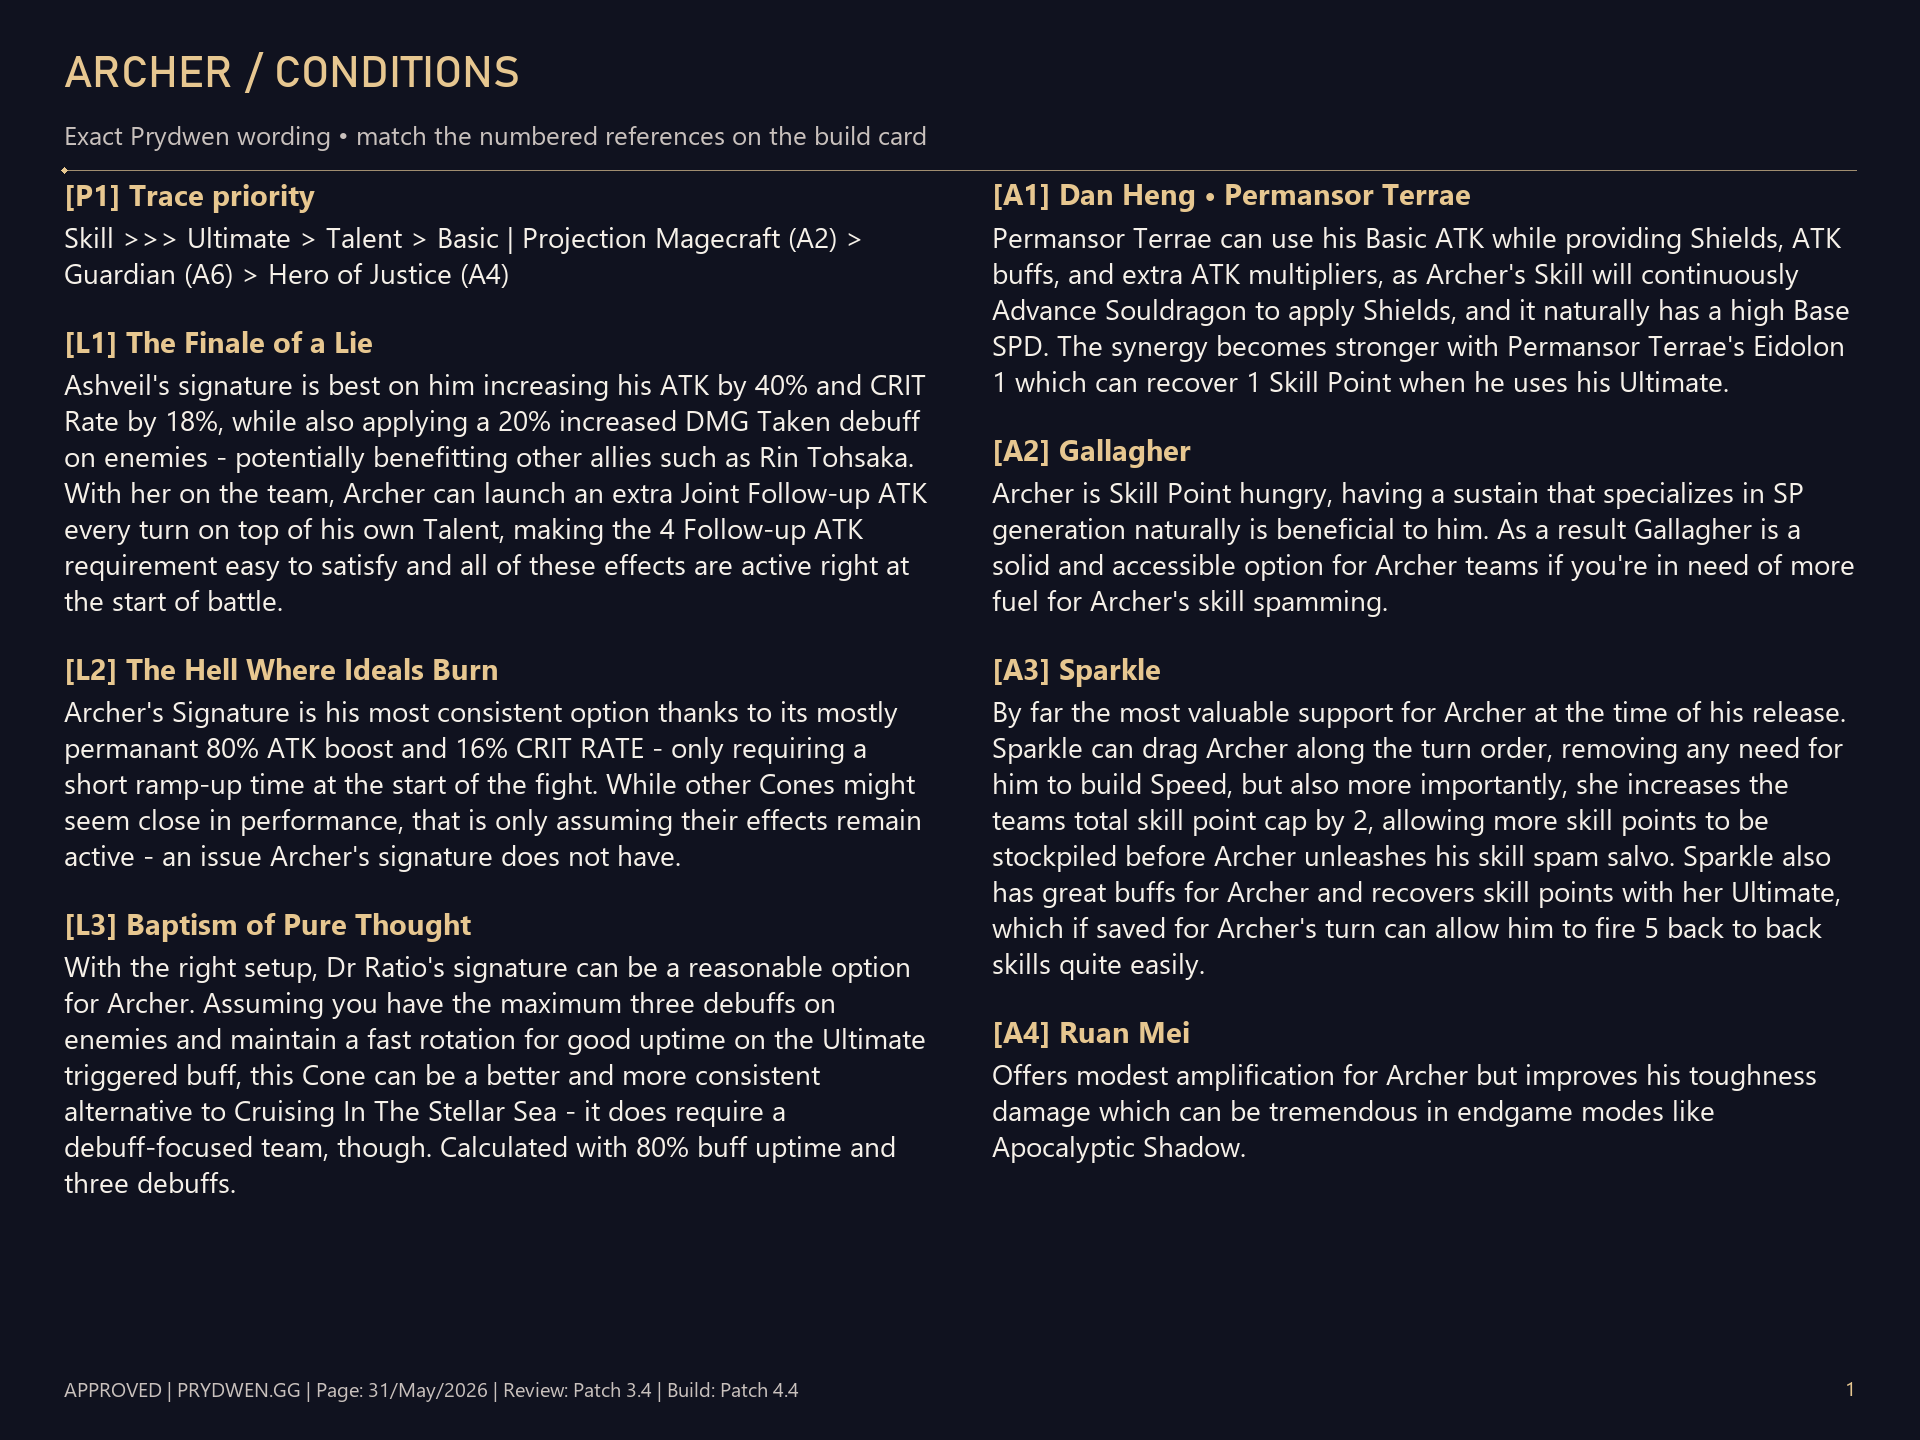 ARCHER / CONDITIONS
Exact Prydwen wording • match the numbered references on the build card
[P1] Trace priority
Skill >>> Ultimate > Talent > Basic | Projection Magecraft (A2) >
Guardian (A6) > Hero of Justice (A4)
[L1] The Finale of a Lie
Ashveil's signature is best on him increasing his ATK by 40% and CRIT
Rate by 18%, while also applying a 20% increased DMG Taken debuff
on enemies - potentially benefitting other allies such as Rin Tohsaka.
With her on the team, Archer can launch an extra Joint Follow-up ATK
every turn on top of his own Talent, making the 4 Follow-up ATK
requirement easy to satisfy and all of these effects are active right at
the start of battle.
[L2] The Hell Where Ideals Burn
Archer's Signature is his most consistent option thanks to its mostly
permanant 80% ATK boost and 16% CRIT RATE - only requiring a
short ramp-up time at the start of the fight. While other Cones might
seem close in performance, that is only assuming their effects remain
active - an issue Archer's signature does not have.
[L3] Baptism of Pure Thought
With the right setup, Dr Ratio's signature can be a reasonable option
for Archer. Assuming you have the maximum three debuffs on
enemies and maintain a fast rotation for good uptime on the Ultimate
triggered buff, this Cone can be a better and more consistent
alternative to Cruising In The Stellar Sea - it does require a
debuff-focused team, though. Calculated with 80% buff uptime and
three debuffs.
[A1] Dan Heng • Permansor Terrae
Permansor Terrae can use his Basic ATK while providing Shields, ATK
buffs, and extra ATK multipliers, as Archer's Skill will continuously
Advance Souldragon to apply Shields, and it naturally has a high Base
SPD. The synergy becomes stronger with Permansor Terrae's Eidolon
1 which can recover 1 Skill Point when he uses his Ultimate.
[A2] Gallagher
Archer is Skill Point hungry, having a sustain that specializes in SP
generation naturally is beneficial to him. As a result Gallagher is a
solid and accessible option for Archer teams if you're in need of more
fuel for Archer's skill spamming.
[A3] Sparkle
By far the most valuable support for Archer at the time of his release.
Sparkle can drag Archer along the turn order, removing any need for
him to build Speed, but also more importantly, she increases the
teams total skill point cap by 2, allowing more skill points to be
stockpiled before Archer unleashes his skill spam salvo. Sparkle also
has great buffs for Archer and recovers skill points with her Ultimate,
which if saved for Archer's turn can allow him to fire 5 back to back
skills quite easily.
[A4] Ruan Mei
Offers modest amplification for Archer but improves his toughness
damage which can be tremendous in endgame modes like
Apocalyptic Shadow.
APPROVED | PRYDWEN.GG | Page: 31/May/2026 | Review: Patch 3.4 | Build: Patch 4.4
1